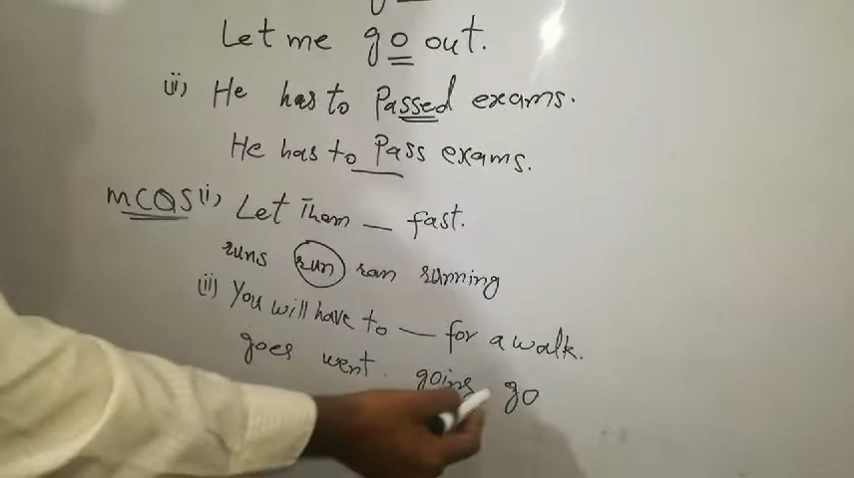 Let me go out.
ii) He has to Passed exams.
He has to Pass exams.
MCQS (i) Let Them — fast.
runs run ran running
(ii) You will have to — for a walk.
goes went. going go